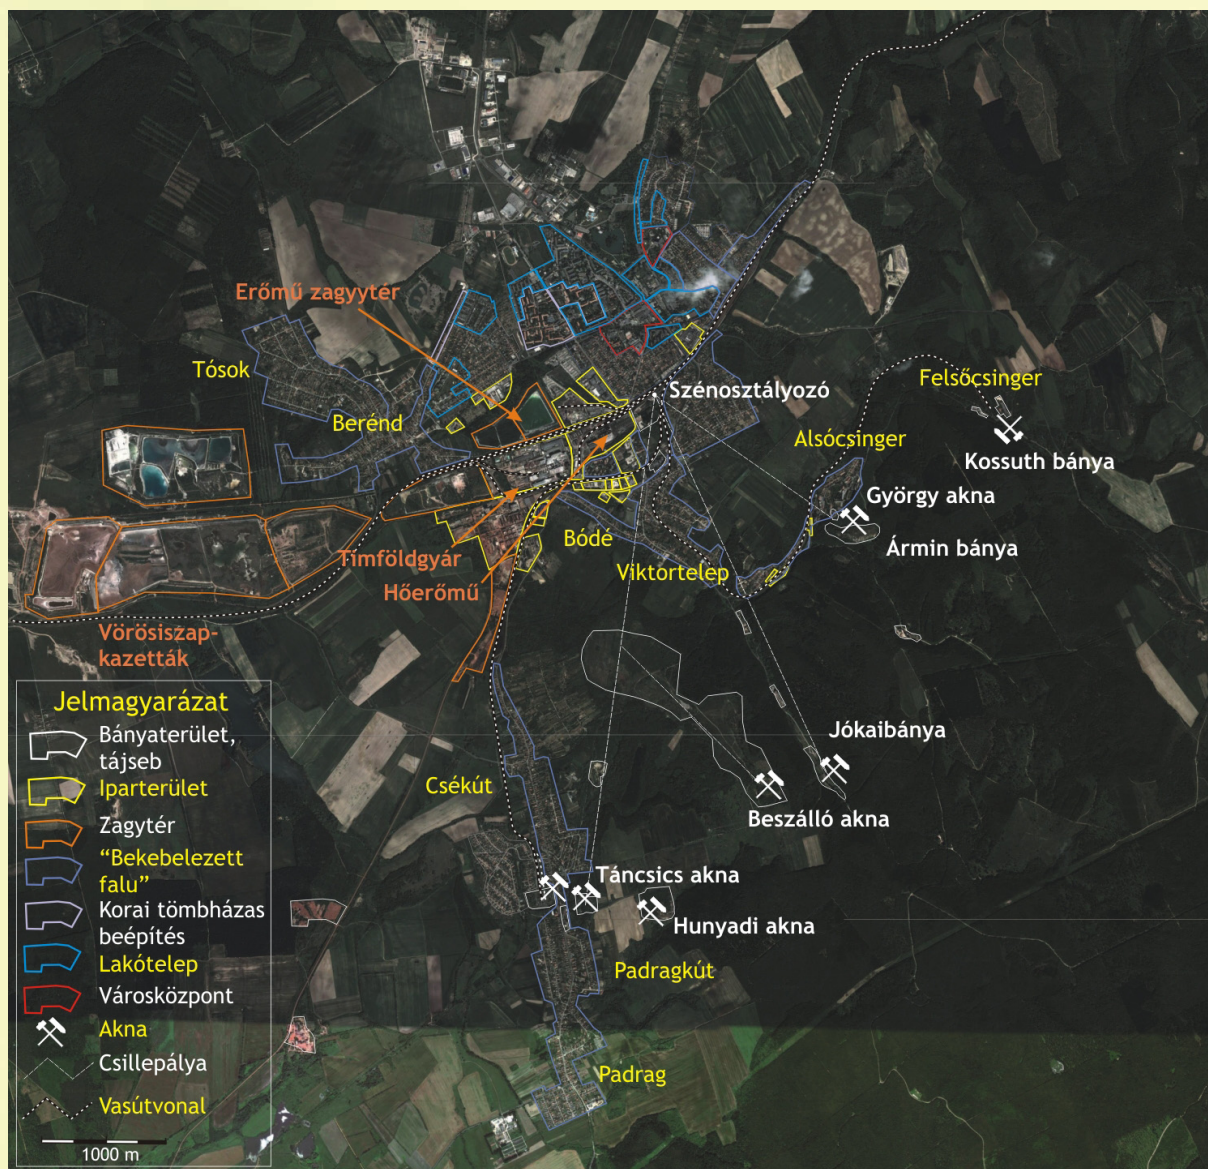 Erőmű zagyytér
Tósok
Berénd
Szénosztályozó
Felsőcsinger
Alsócsinger
Kossuth bánya
György akna
Ármin bánya
Bódé
Timföldgyár
Viktortelep
Hőerőmű
Vörösiszap-
kazetták
Jókaibánya
Csékút
Beszálló akna
Táncsics akna
Hunyadi akna
Padragkút
Padrag
Jelmagyarázat
Bányaterület,
tájseb
Iparterület
Zagytér
“Bekebelezett
falu”
Korai tömbházas
beépítés
Lakótelep
Városközpont
Akna
Csillepálya
Vasútvonal
1000 m